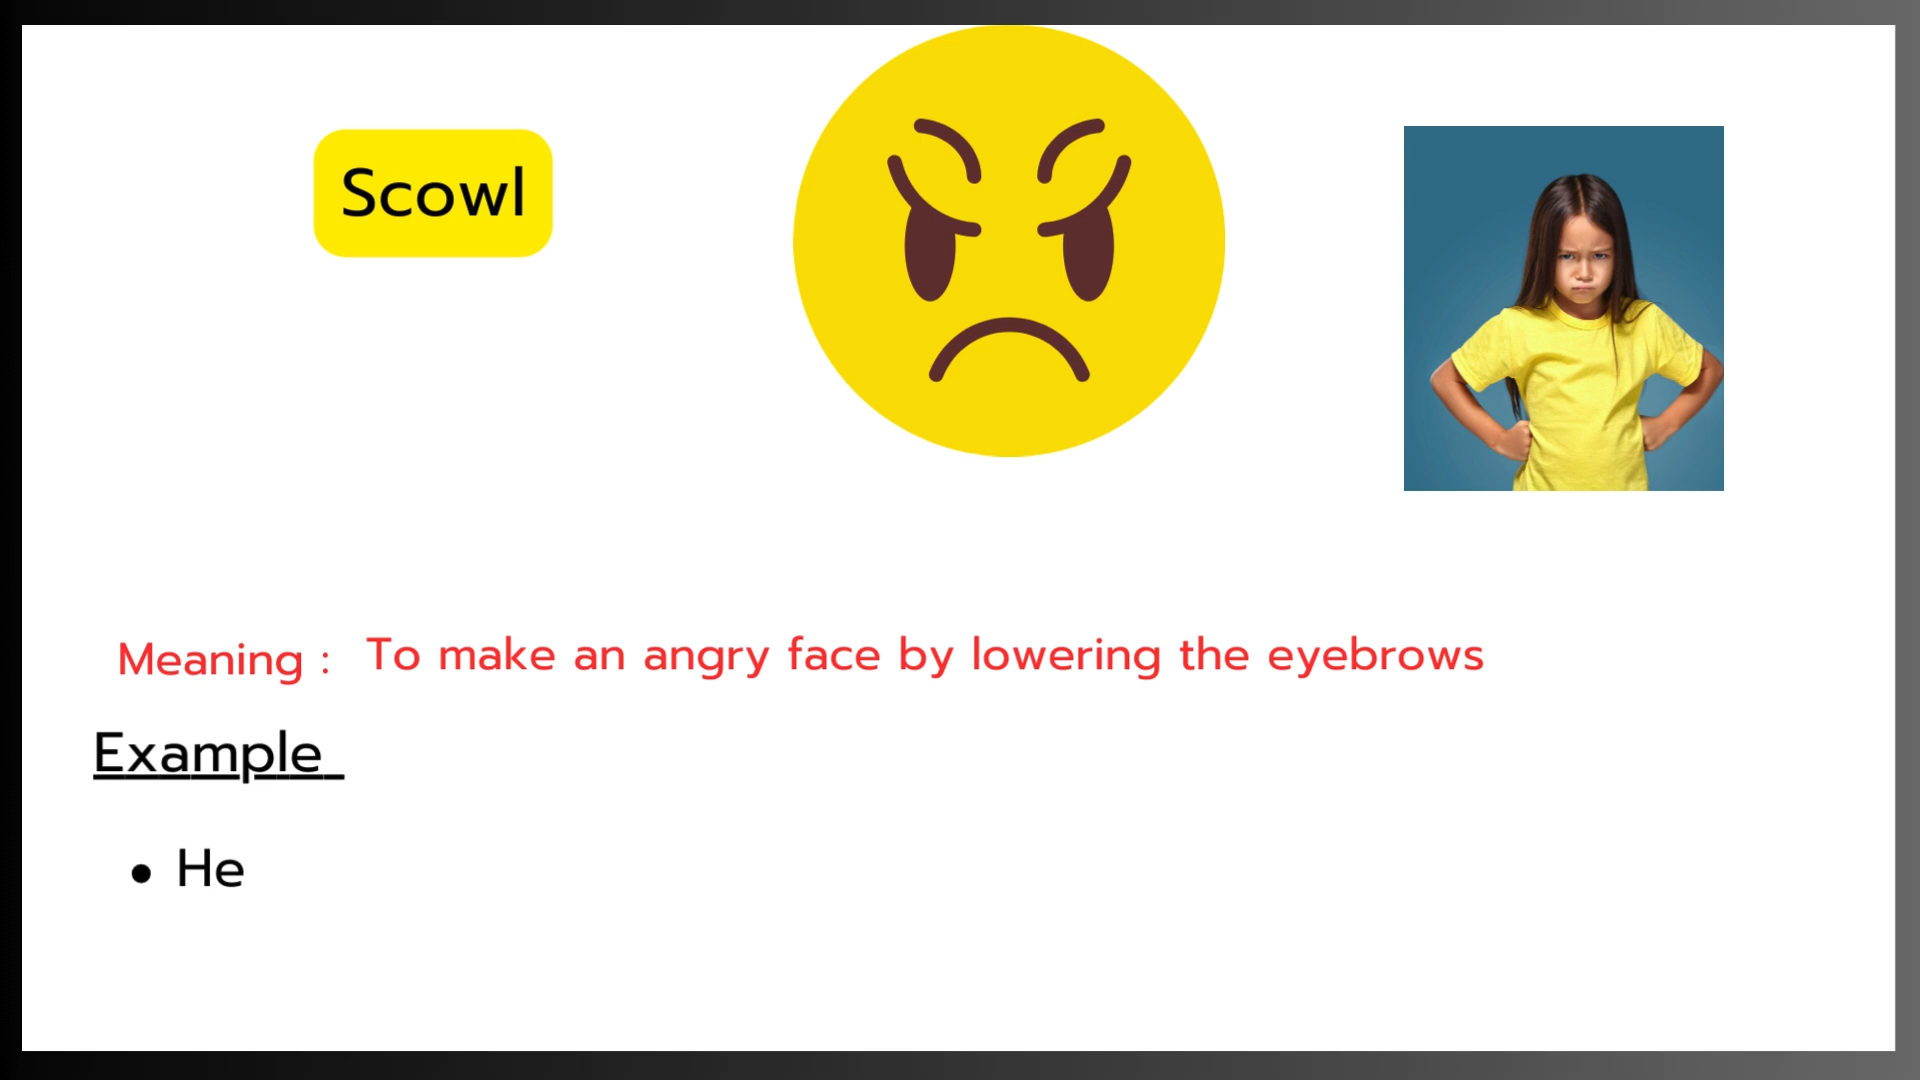 Scowl
Meaning : To make an angry face by lowering the eyebrows
Example
• He